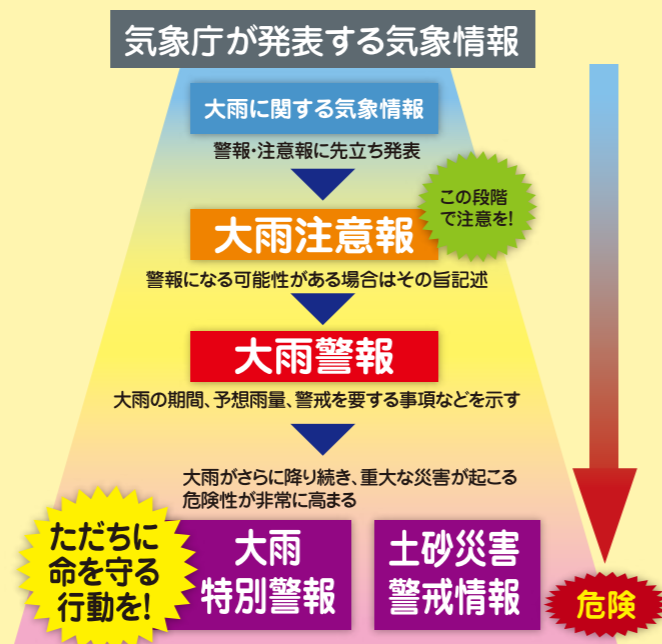 気象庁が発表する気象情報
大雨に関する気象情報
警報・注意報に先立ち発表
この段階
で注意を!
大雨注意報
警報になる可能性がある場合はその旨記述
大雨警報
大雨の期間、予想雨量、警戒を要する事項などを示す
大雨がさらに降り続き、重大な災害が起こる
危険性が非常に高まる
ただちに
命を守る
行動を!
大雨
特別警報
土砂災害
警戒情報
危険